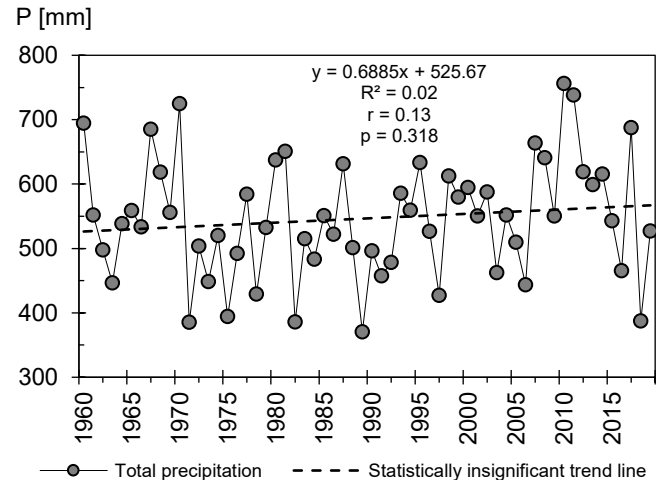 P [mm]
800
700
600
500
400
300
y = 0.6885x + 525.67
R² = 0.02
r = 0.13
p = 0.318
1960
1965
1970
1975
1980
1985
1990
1995
2000
2005
2010
2015
Total precipitation
Statistically insignificant trend line